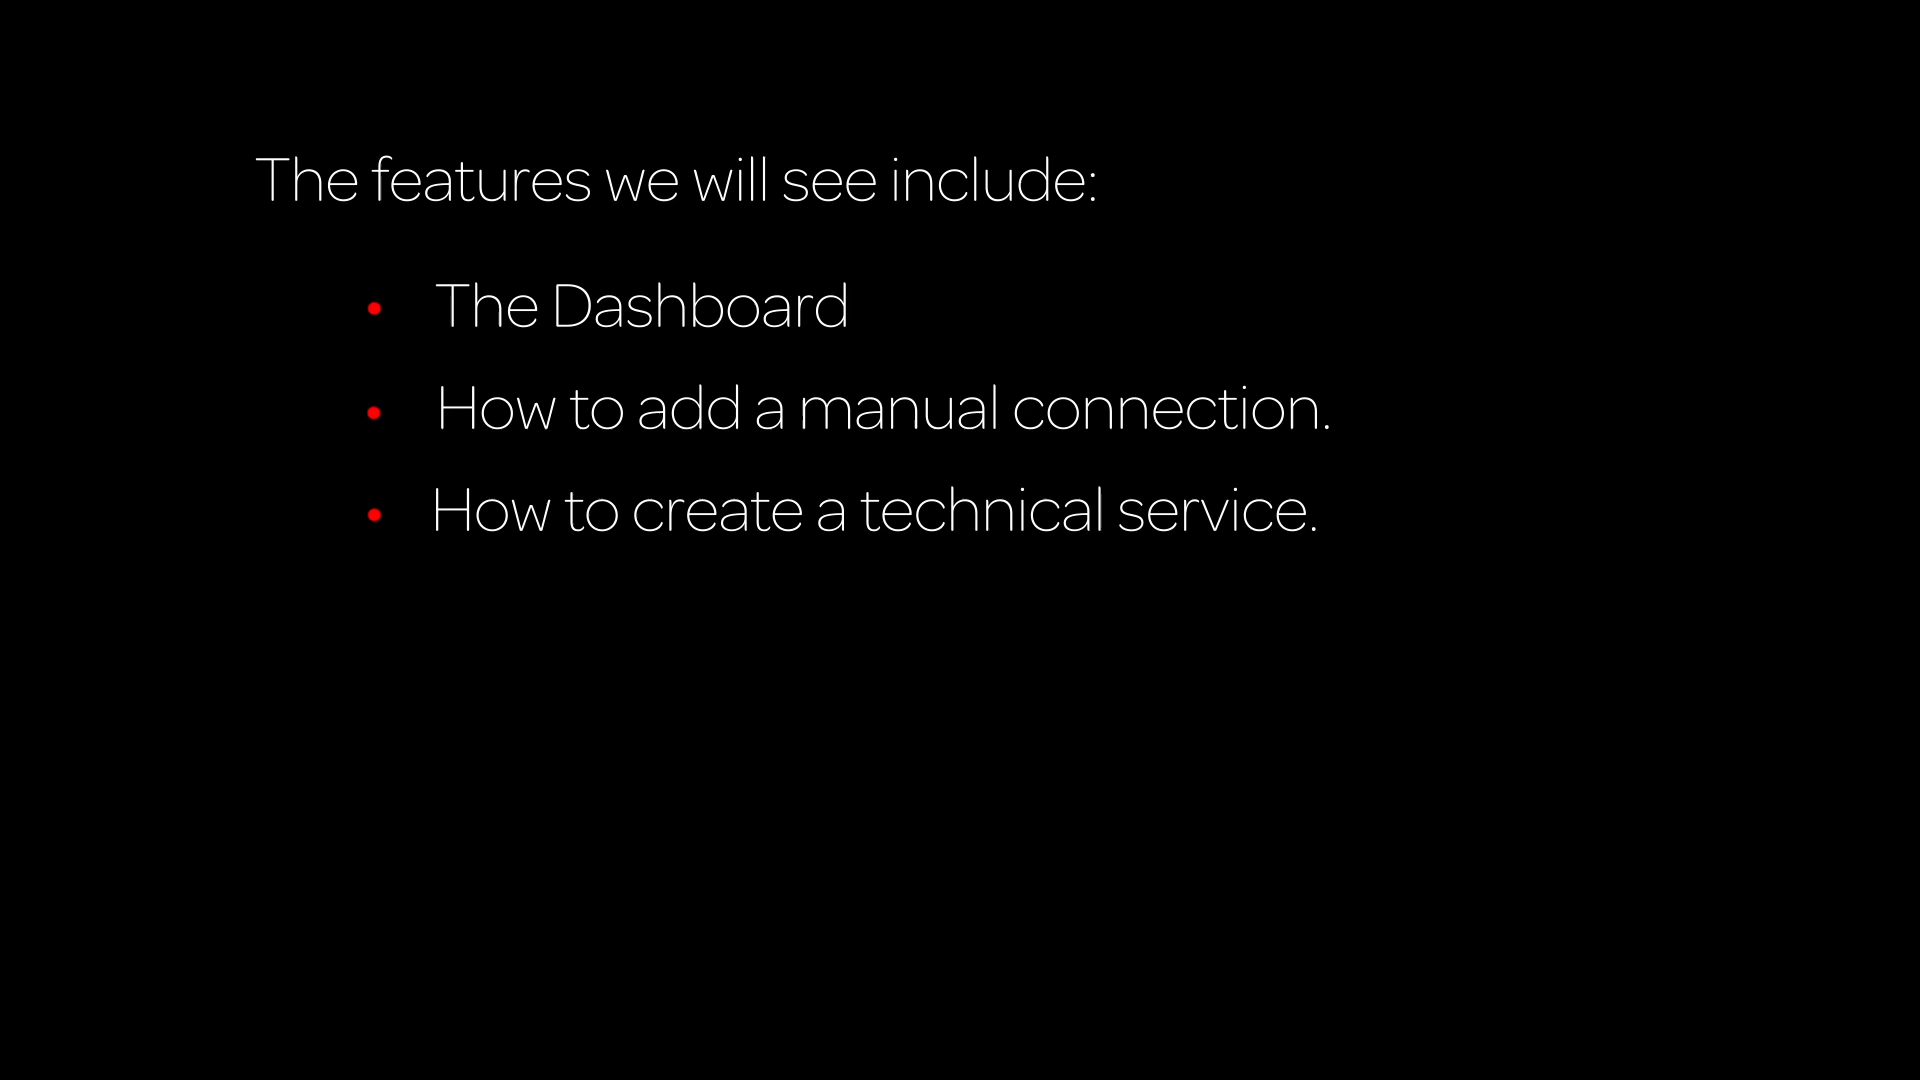 The features we will see include:
• The Dashboard
• How to add a manual connection.
• How to create a technical service.